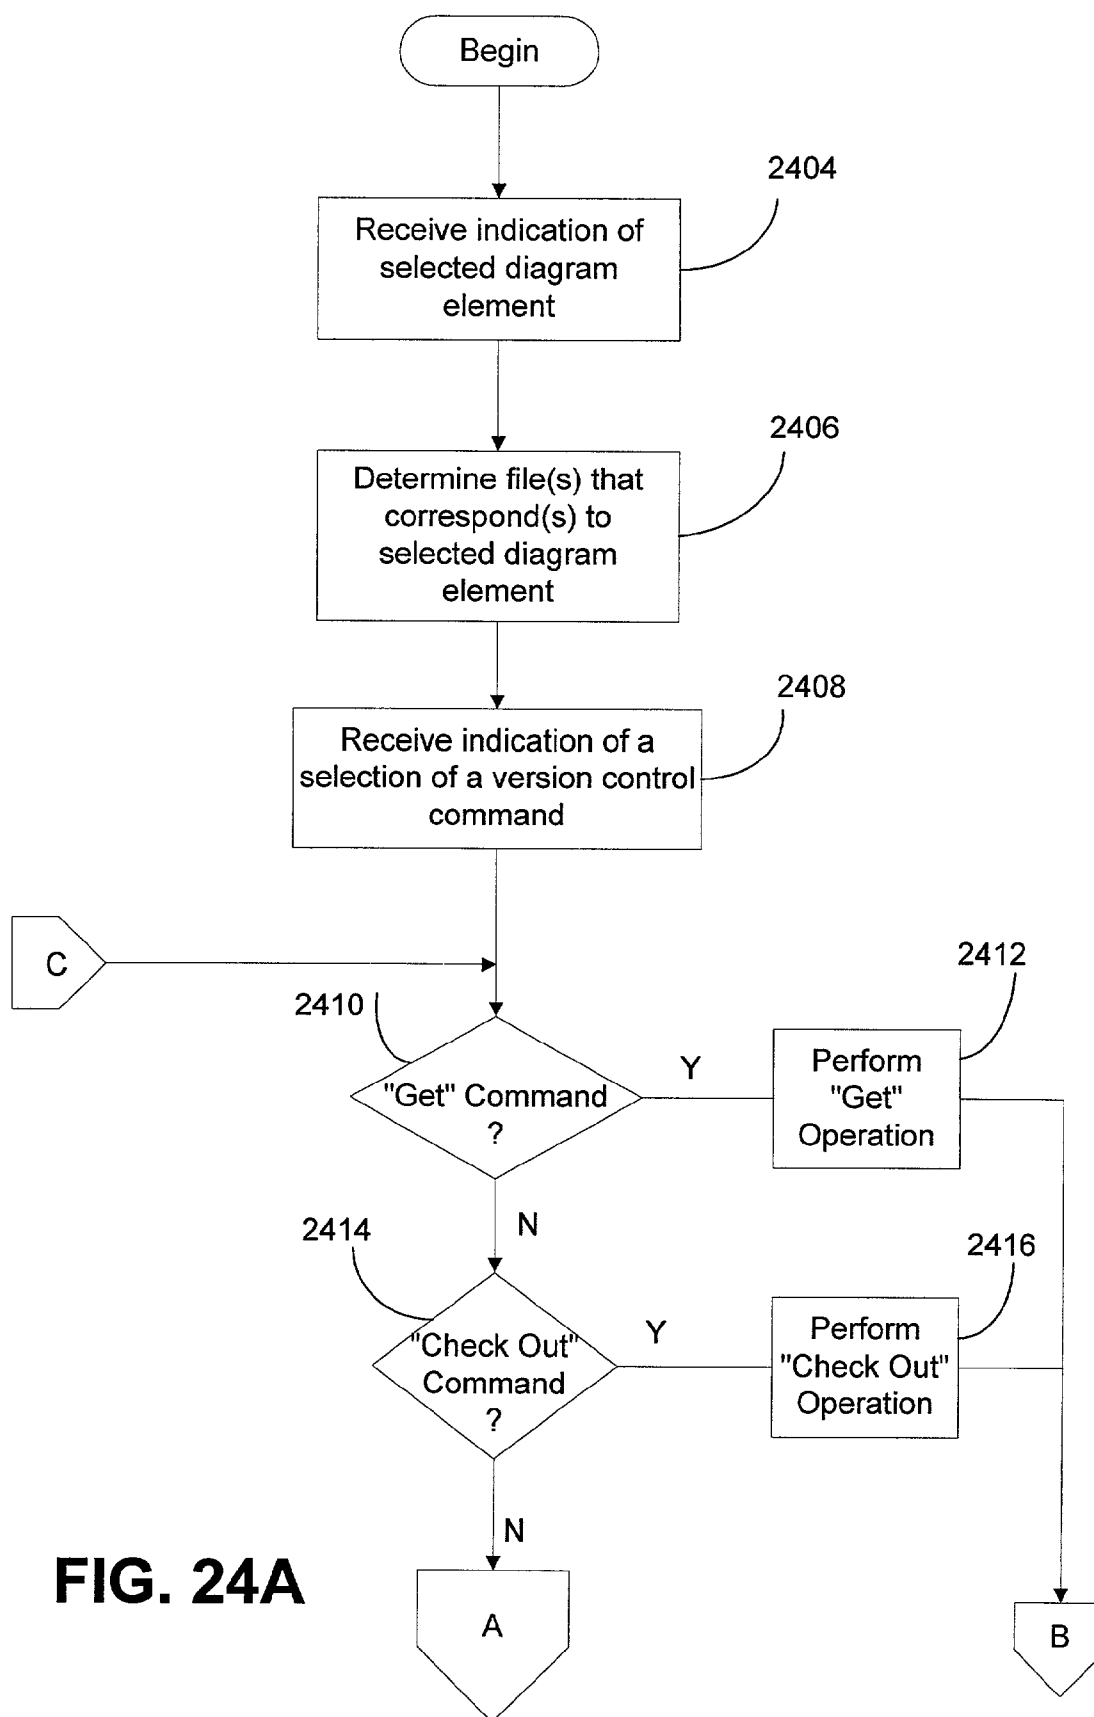 Begin
2404
Receive indication of
selected diagram
element
2406
Determine file(s) that
correspond(s) to
selected diagram
element
2408
Receive indication of a
selection of a version control
command
C
2410
"Get" Command
?
Y
2412
Perform
"Get"
Operation
N
2414
"Check Out"
Command
?
Y
2416
Perform
"Check Out"
Operation
N
A
B
FIG. 24A